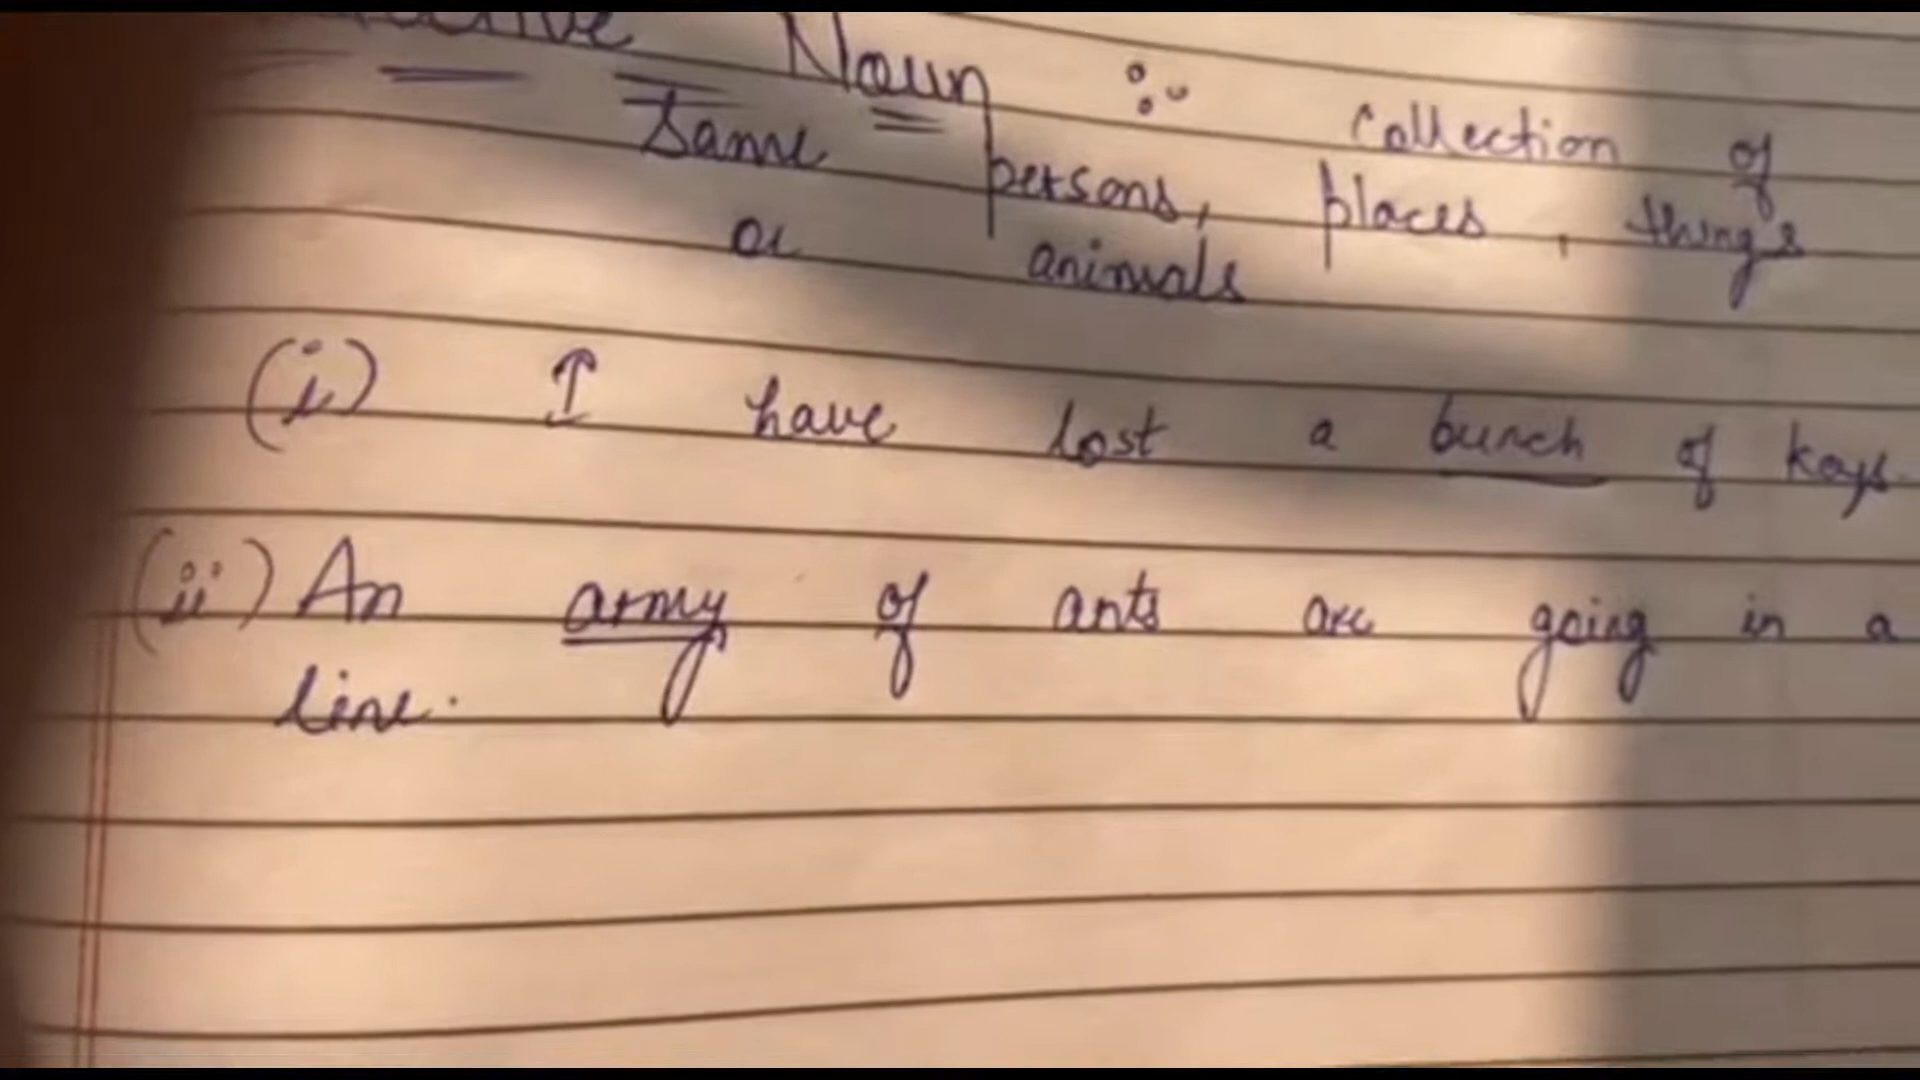 Noun : collection of
same persons, places, things
or animals
(i) I have lost a bunch of keys.
(ii) An army of ants are going in a
line.